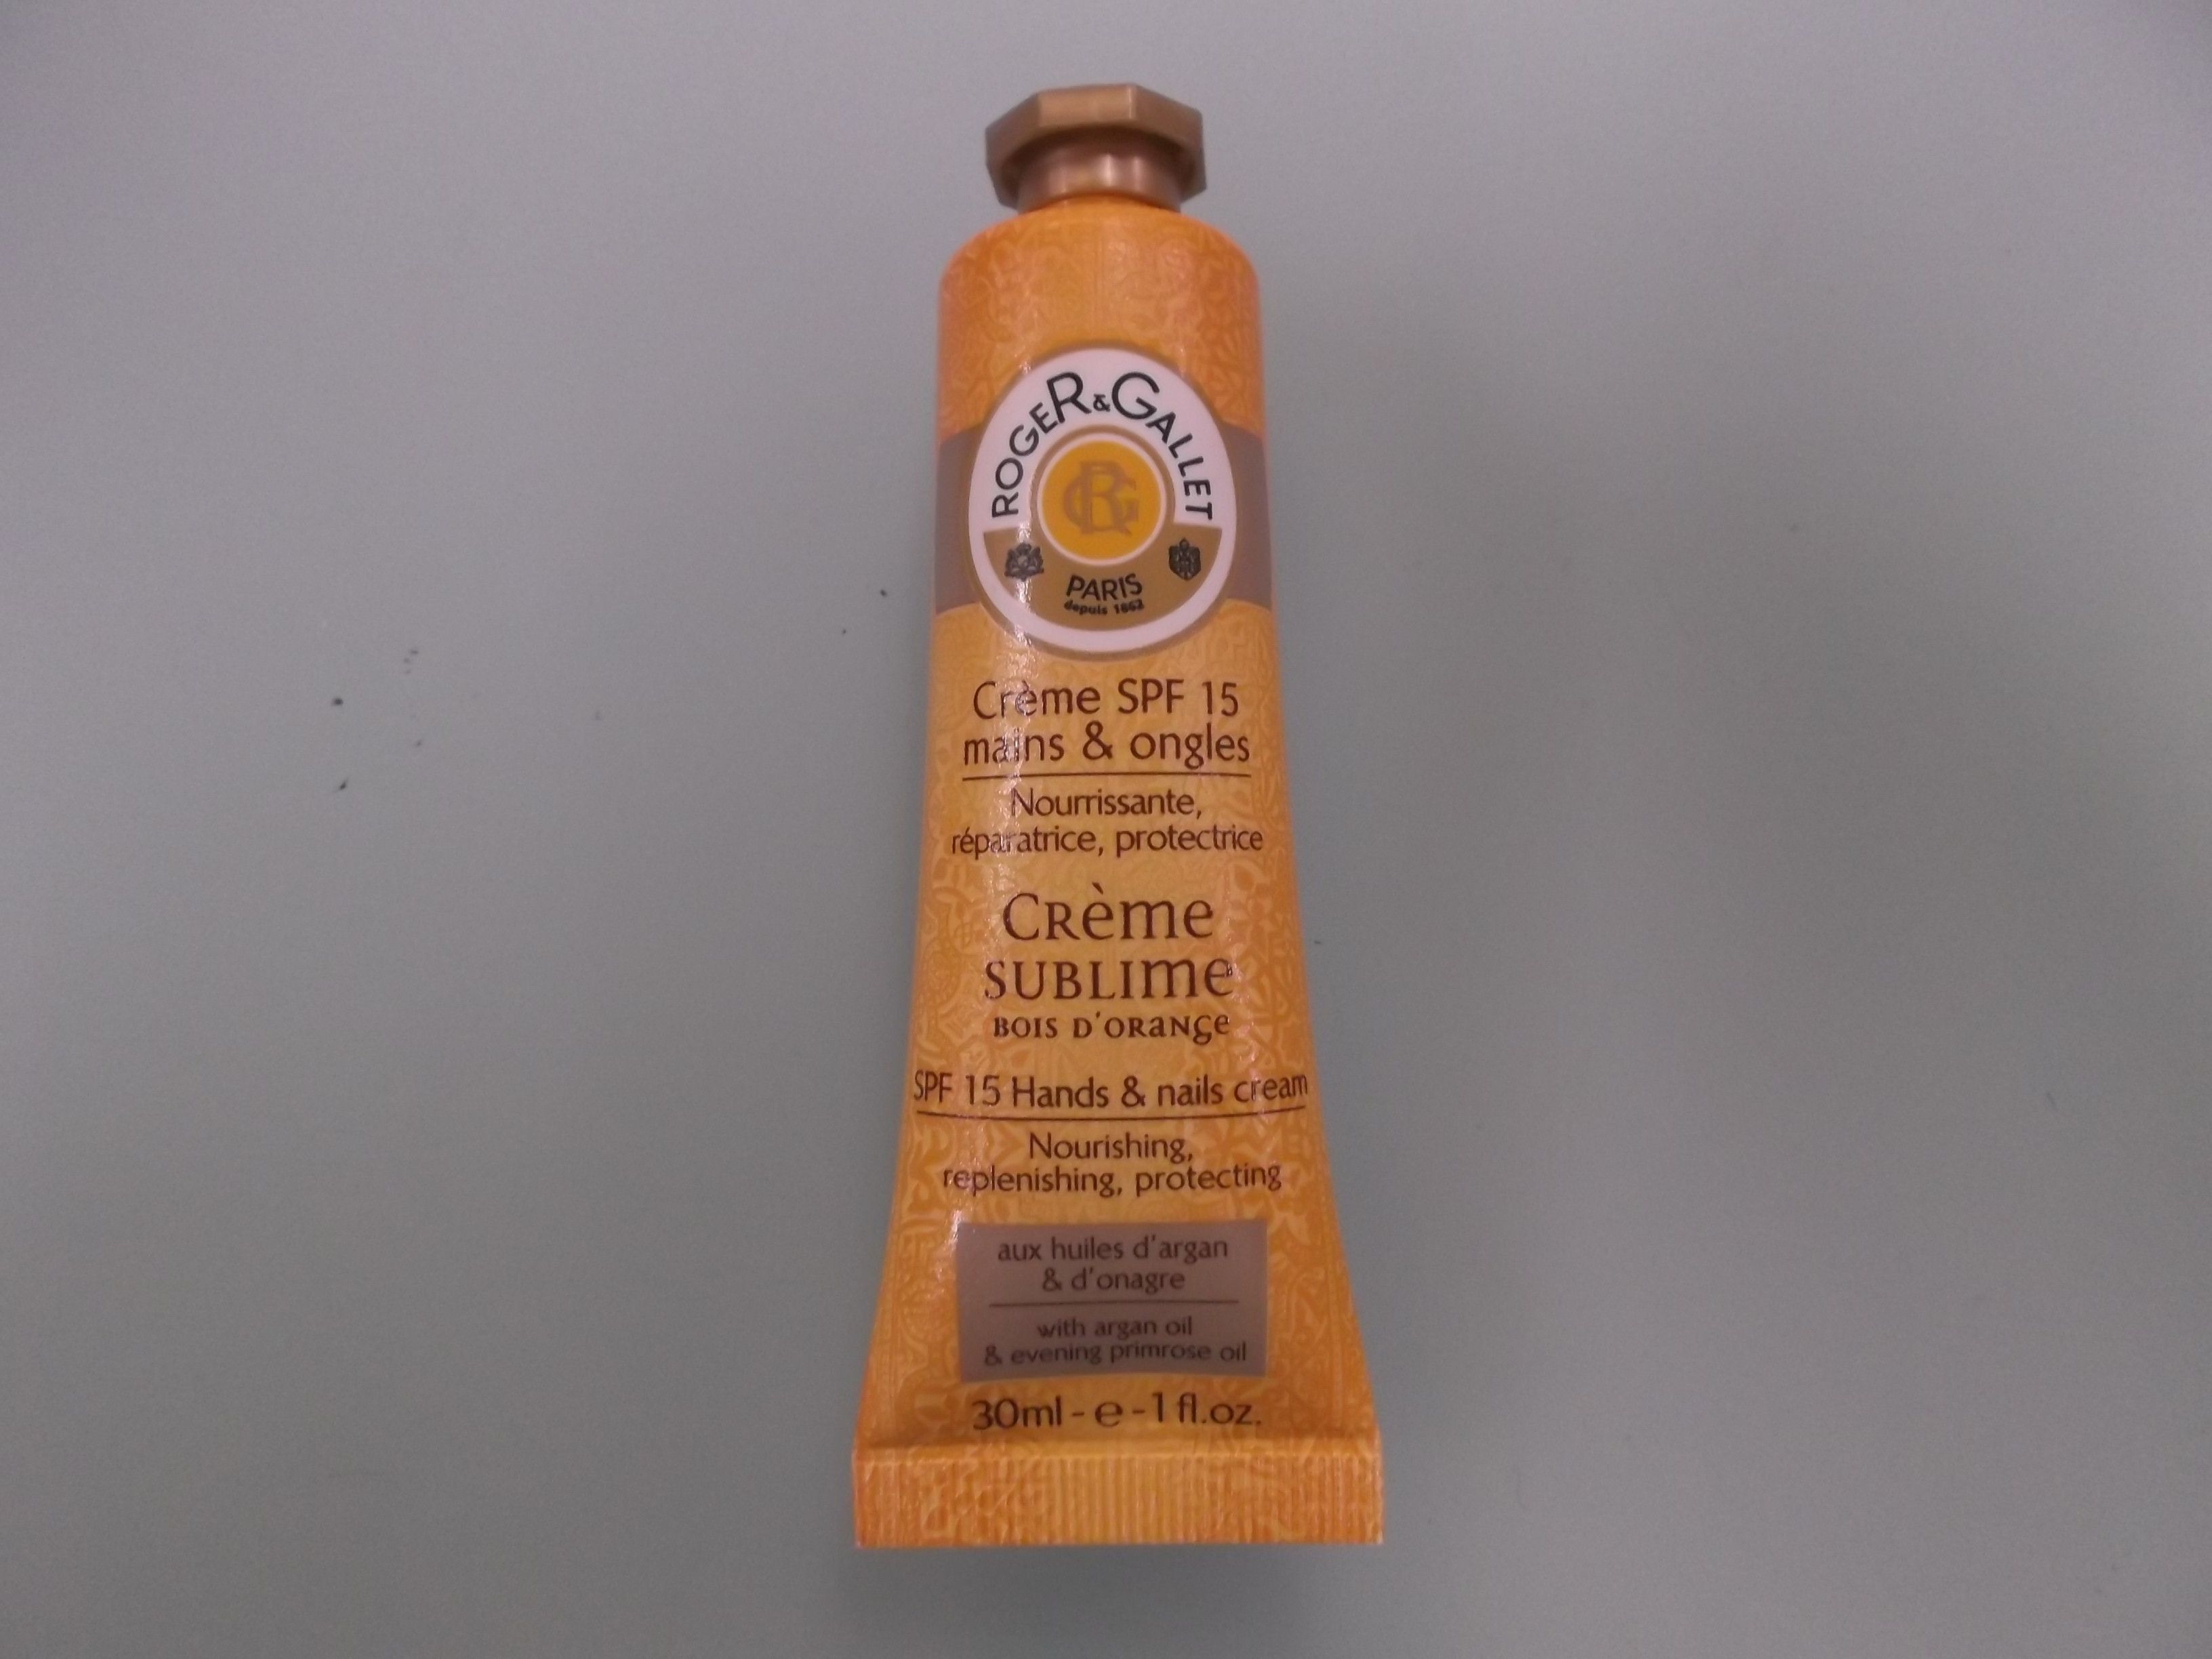 ROGER & GALLET
RG
PARIS
depuis 1862
Crème SPF 15
mains & ongles
Nourrissante,
réparatrice, protectrice
Crème
SUBLIME
BOIS D'ORANGE
SPF 15 Hands & nails cream
Nourishing,
replenishing, protecting
aux huiles d'argan
& d'onagre
with argan oil
& evening primrose oil
30ml - e - 1 fl.oz.